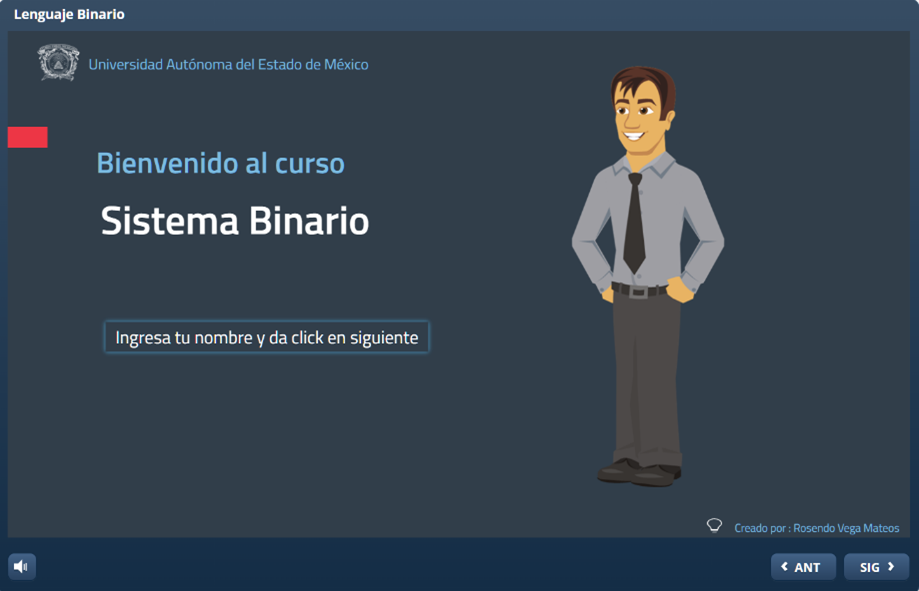 Lenguaje Binario
Universidad Autónoma del Estado de México
Bienvenido al curso
Sistema Binario
Ingresa tu nombre y da click en siguiente
Creado por : Rosendo Vega Mateos
ANT
SIG